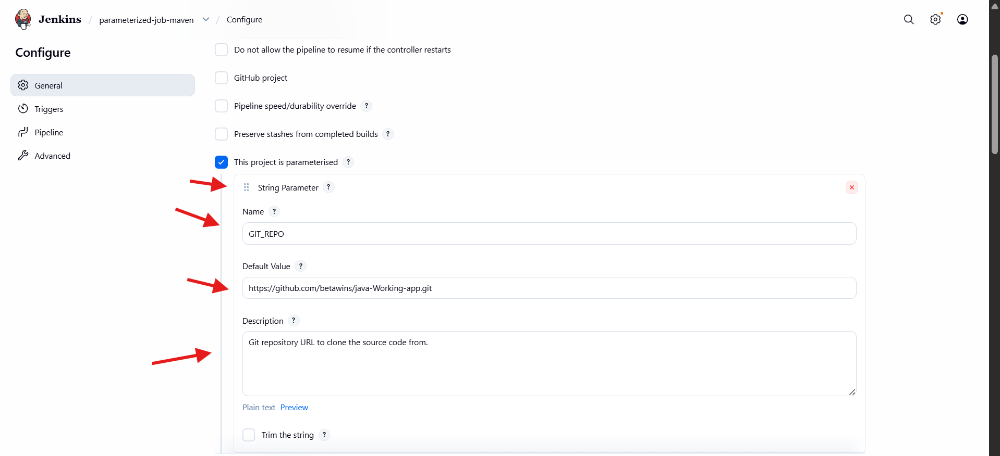 Jenkins / parameterized-job-maven / Configure
Configure
General
Triggers
Pipeline
Advanced
Do not allow the pipeline to resume if the controller restarts
GitHub project
Pipeline speed/durability override ?
Preserve stashes from completed builds ?
This project is parameterised ?
String Parameter ?
Name ?
GIT_REPO
Default Value ?
https://github.com/betawins/java-Working-app.git
Description ?
Git repository URL to clone the source code from.
Plain text Preview
Trim the string ?